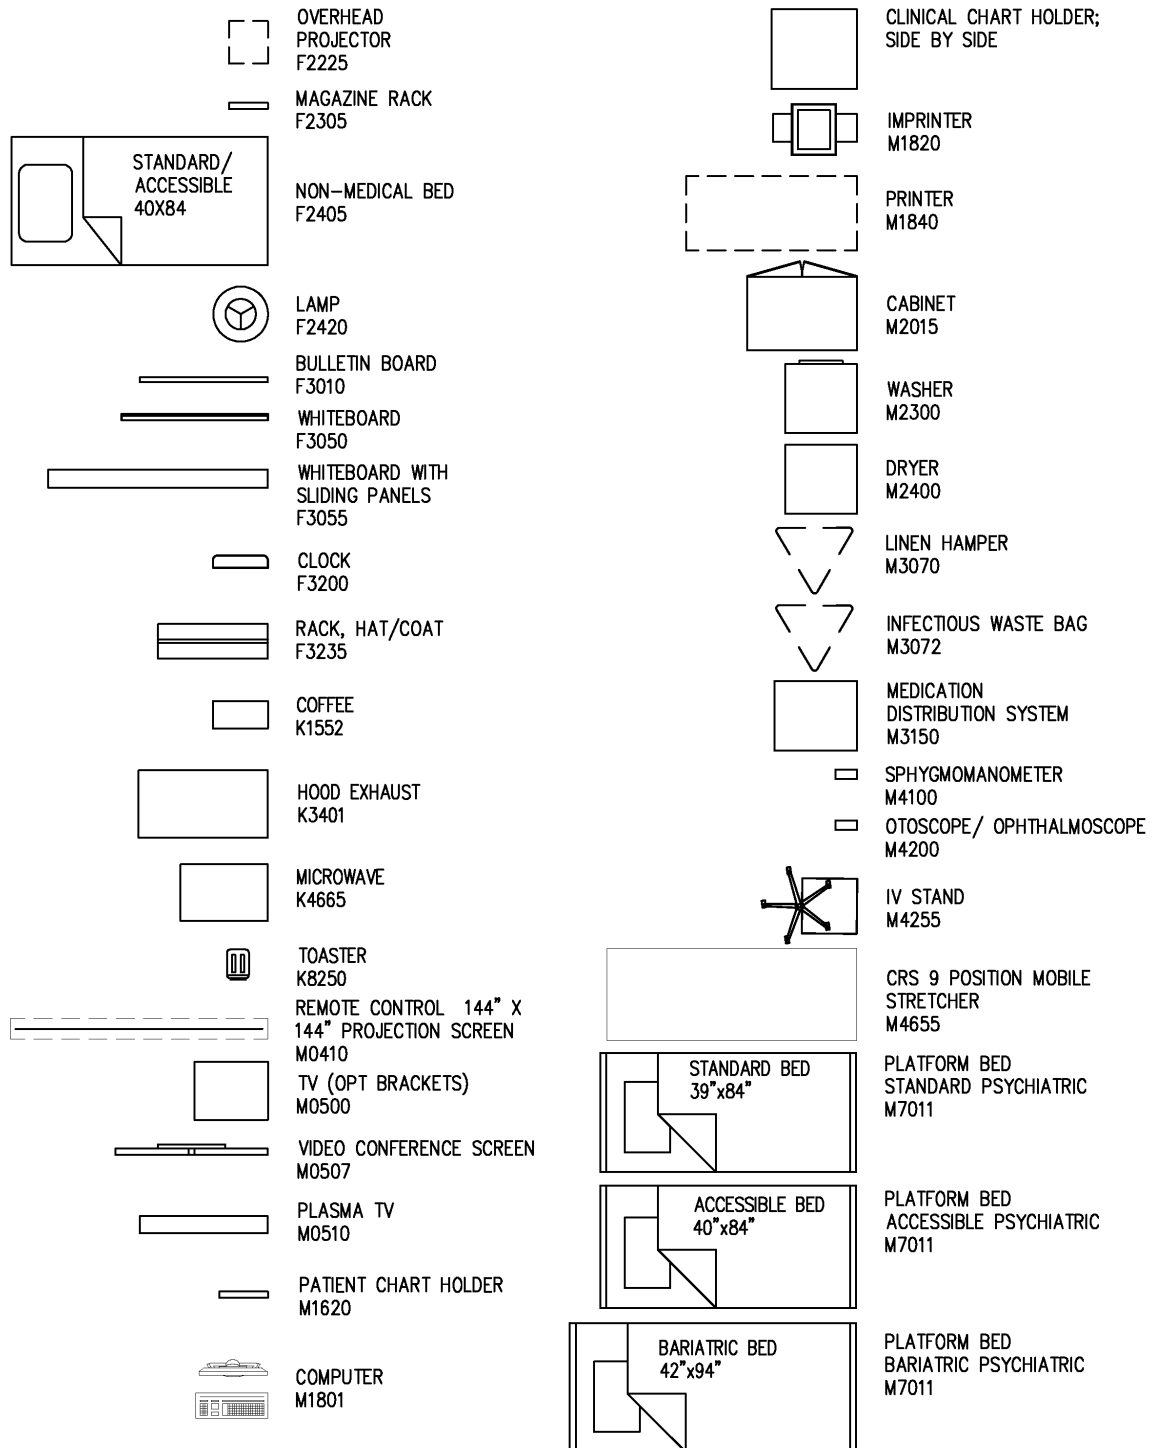 OVERHEAD
PROJECTOR
F2225
MAGAZINE RACK
F2305
STANDARD/
ACCESSIBLE
40X84
NON-MEDICAL BED
F2405
LAMP
F2420
BULLETIN BOARD
F3010
WHITEBOARD
F3050
WHITEBOARD WITH
SLIDING PANELS
F3055
CLOCK
F3200
RACK, HAT/COAT
F3235
COFFEE
K1552
HOOD EXHAUST
K3401
MICROWAVE
K4665
TOASTER
K8250
REMOTE CONTROL 144" X
144" PROJECTION SCREEN
M0410
TV (OPT BRACKETS)
M0500
VIDEO CONFERENCE SCREEN
M0507
PLASMA TV
M0510
PATIENT CHART HOLDER
M1620
COMPUTER
M1801
CLINICAL CHART HOLDER;
SIDE BY SIDE
IMPRINTER
M1820
PRINTER
M1840
CABINET
M2015
WASHER
M2300
DRYER
M2400
LINEN HAMPER
M3070
INFECTIOUS WASTE BAG
M3072
MEDICATION
DISTRIBUTION SYSTEM
M3150
SPHYGMOMANOMETER
M4100
OTOSCOPE/ OPHTHALMOSCOPE
M4200
IV STAND
M4255
CRS 9 POSITION MOBILE
STRETCHER
M4655
STANDARD BED
39"x84"
PLATFORM BED
STANDARD PSYCHIATRIC
M7011
ACCESSIBLE BED
40"x84"
PLATFORM BED
ACCESSIBLE PSYCHIATRIC
M7011
BARIATRIC BED
42"x94"
PLATFORM BED
BARIATRIC PSYCHIATRIC
M7011